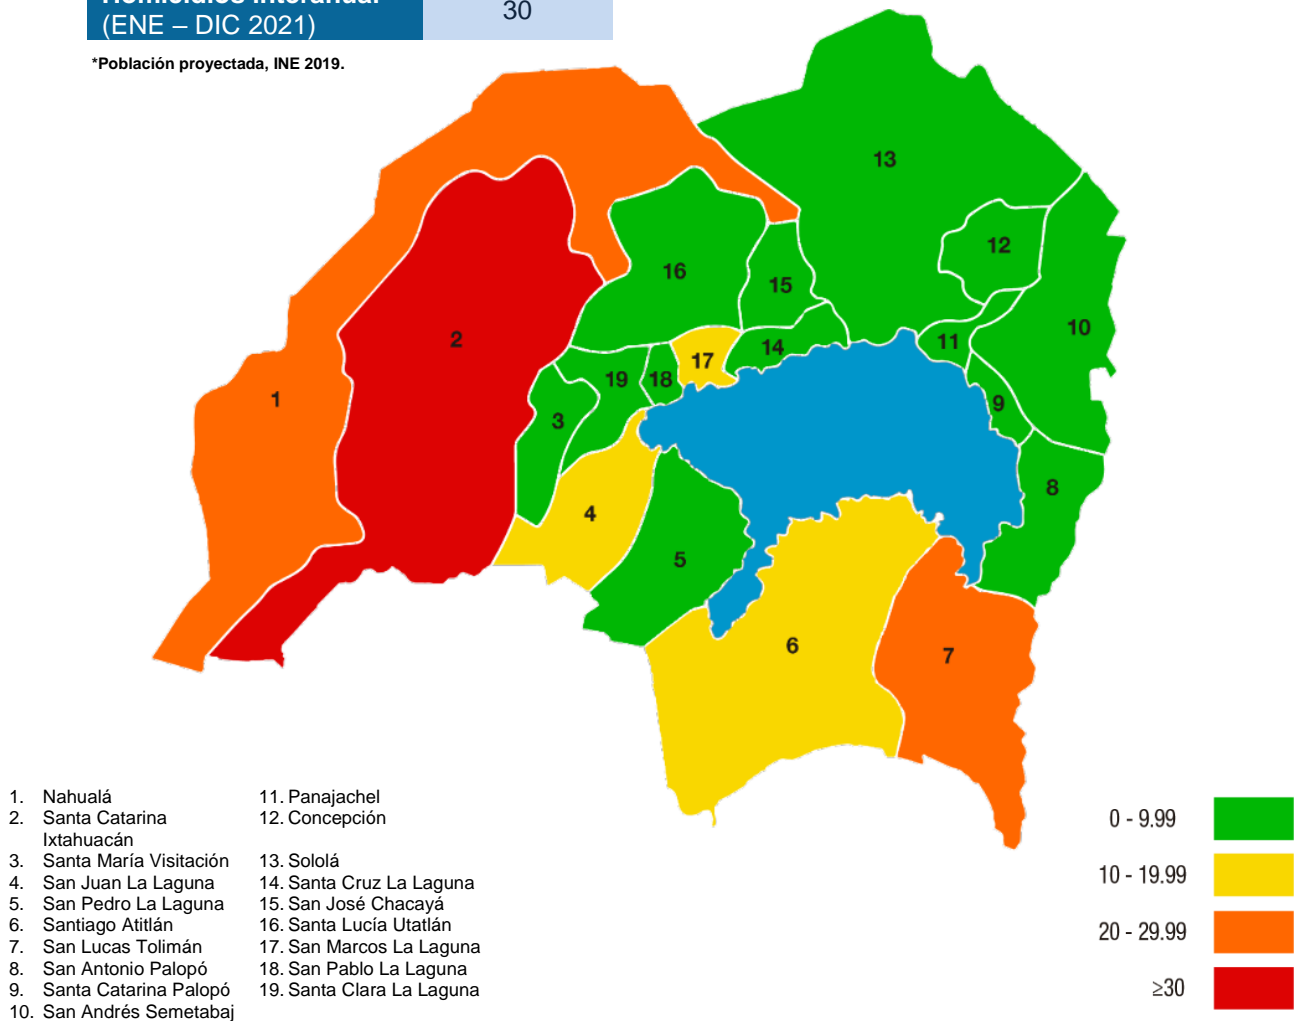 Homicidios interanual
(ENE – DIC 2021)
30
*Población proyectada, INE 2019.
13
12
16
15
10
2
11
14
17
19
18
1
9
3
8
4
5
6
7
1. Nahualá
2. Santa Catarina
Ixtahuacán
3. Santa María Visitación
4. San Juan La Laguna
5. San Pedro La Laguna
6. Santiago Atitlán
7. San Lucas Tolimán
8. San Antonio Palopó
9. Santa Catarina Palopó
10. San Andrés Semetabaj
11. Panajachel
12. Concepción
13. Sololá
14. Santa Cruz La Laguna
15. San José Chacayá
16. Santa Lucía Utatlán
17. San Marcos La Laguna
18. San Pablo La Laguna
19. Santa Clara La Laguna
0 - 9.99
10 - 19.99
20 - 29.99
≥30